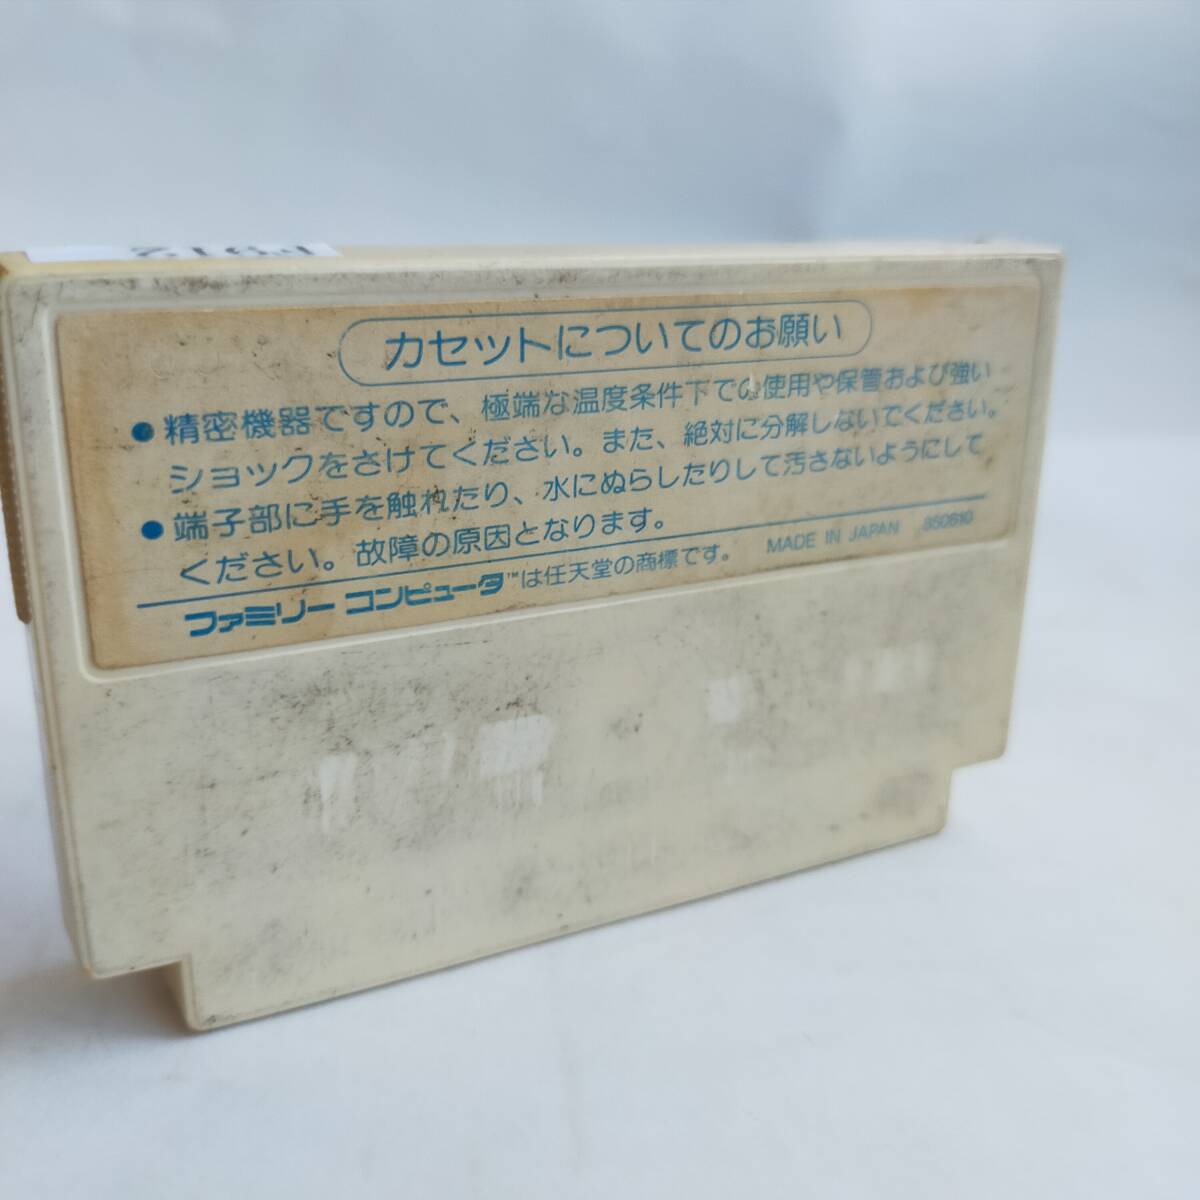 カセットについてのお願い
●精密機器ですので、極端な温度条件下での使用や保管および強い
ショックをさけてください。また、絶対に分解しないでください。
●端子部に手を触れたり、水にぬらしたりして汚さないようにして
ください。故障の原因となります。
ファミリー コンピュータ™は任天堂の商標です。 MADE IN JAPAN